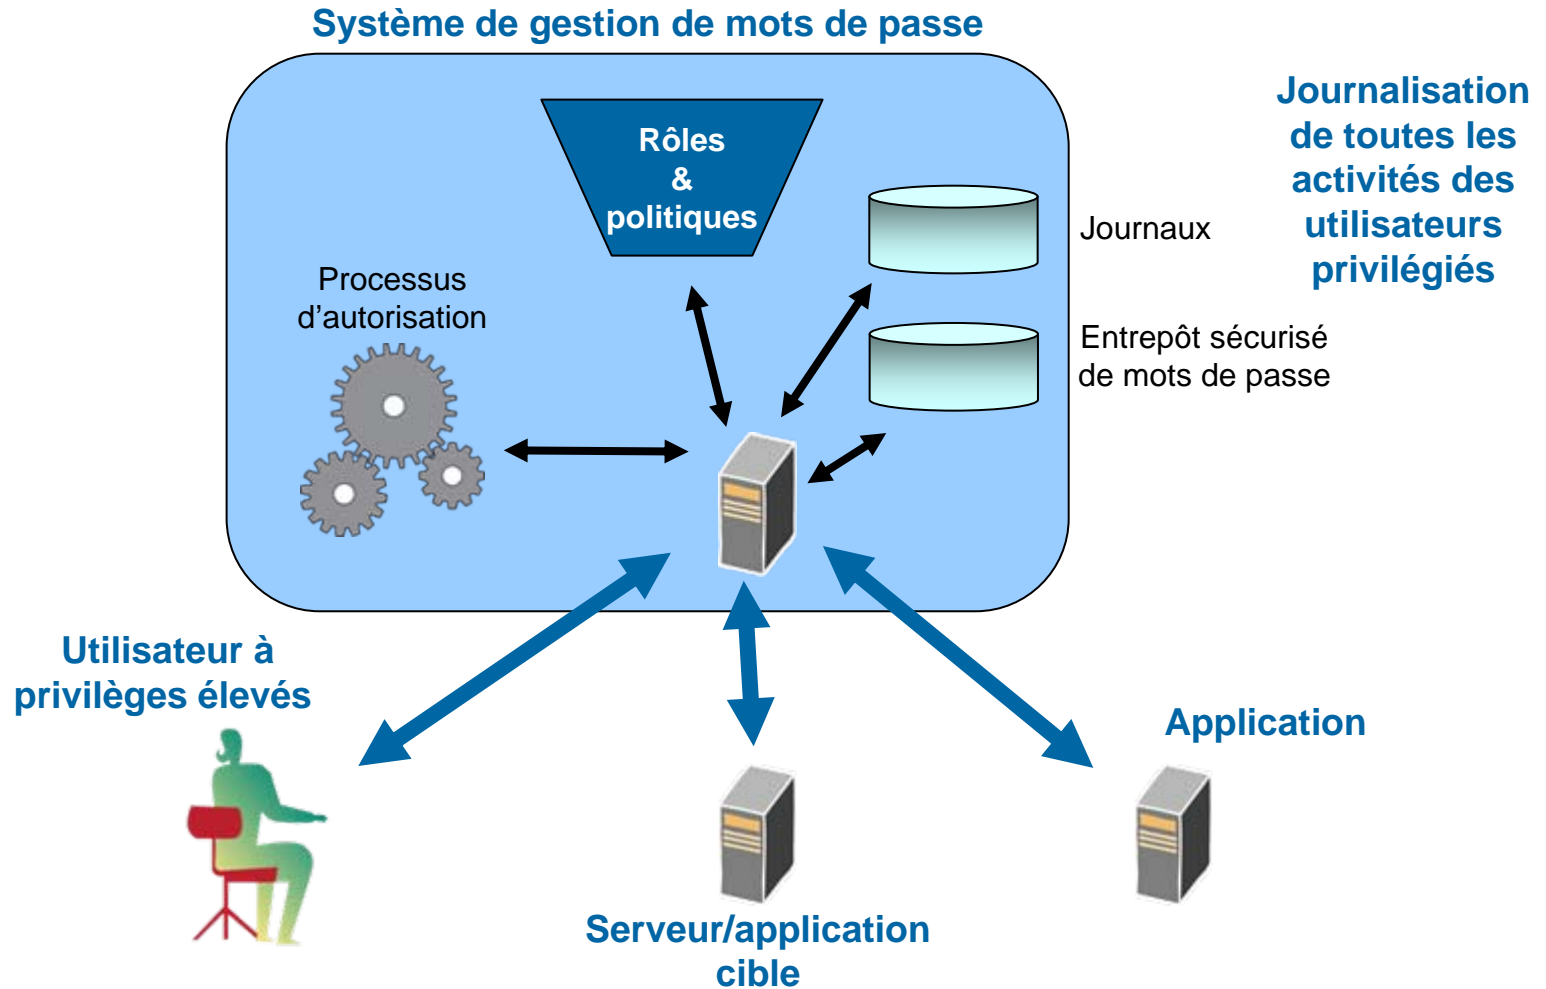 Système de gestion de mots de passe
Journalisation
de toutes les
activités des
utilisateurs
privilégiés
Rôles
&
politiques
Journaux
Processus
d’autorisation
Entrepôt sécurisé
de mots de passe
Utilisateur à
privilèges élevés
Application
Serveur/application
cible